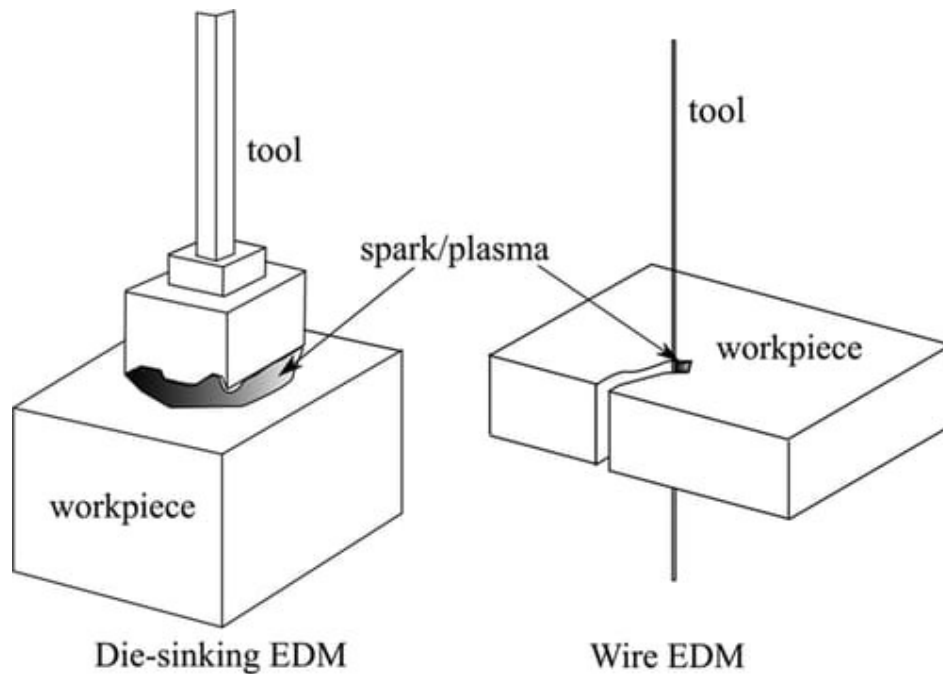 tool
tool
spark/plasma
workpiece
workpiece
Die-sinking EDM
Wire EDM